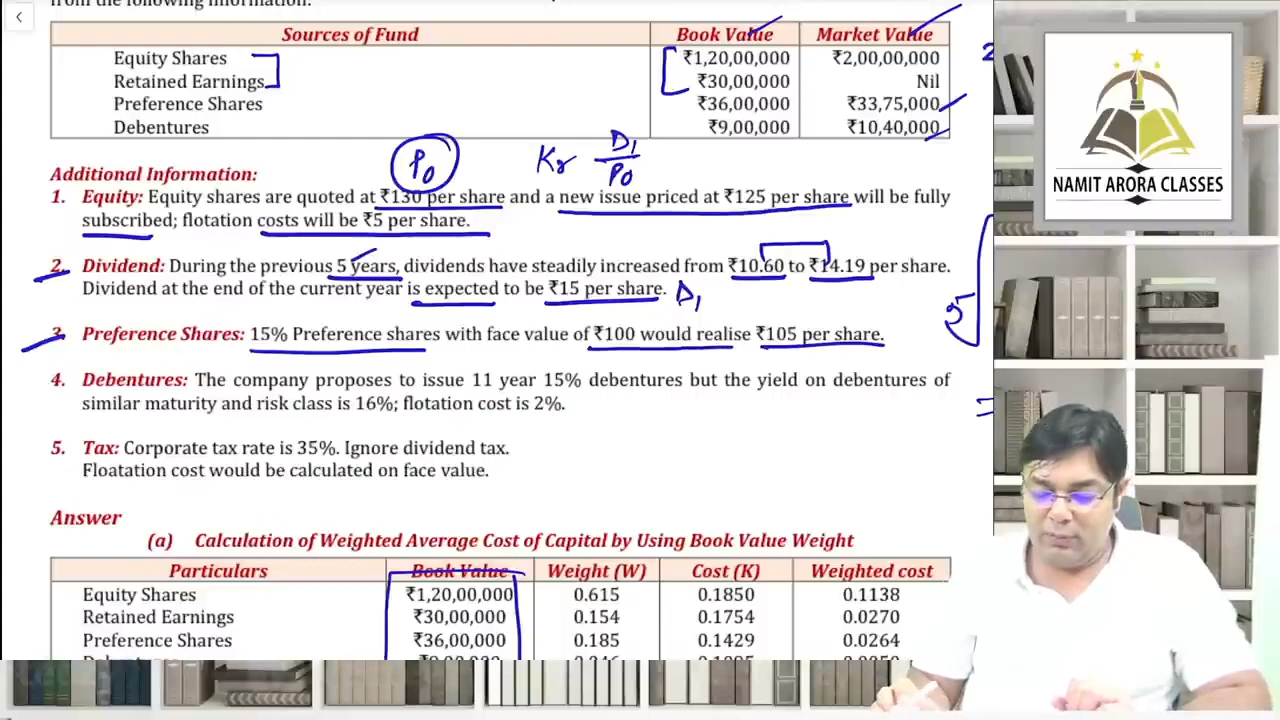 from the following information.
Sources of Fund Book Value Market Value
Equity Shares ₹1,20,00,000 ₹2,00,00,000
Retained Earnings ₹30,00,000 Nil
Preference Shares ₹36,00,000 ₹33,75,000
Debentures ₹9,00,000 ₹10,40,000
P0 Kr D1/P0
Additional Information:
1. Equity: Equity shares are quoted at ₹130 per share and a new issue priced at ₹125 per share will be fully
subscribed; flotation costs will be ₹5 per share.
2. Dividend: During the previous 5 years, dividends have steadily increased from ₹10.60 to ₹14.19 per share.
Dividend at the end of the current year is expected to be ₹15 per share. D1
3. Preference Shares: 15% Preference shares with face value of ₹100 would realise ₹105 per share.
4. Debentures: The company proposes to issue 11 year 15% debentures but the yield on debentures of
similar maturity and risk class is 16%; flotation cost is 2%.
5. Tax: Corporate tax rate is 35%. Ignore dividend tax.
Floatation cost would be calculated on face value.
Answer
(a) Calculation of Weighted Average Cost of Capital by Using Book Value Weight
Particulars Book Value Weight (W) Cost (K) Weighted cost
Equity Shares ₹1,20,00,000 0.615 0.1850 0.1138
Retained Earnings ₹30,00,000 0.154 0.1754 0.0270
Preference Shares ₹36,00,000 0.185 0.1429 0.0264
NAMIT ARORA CLASSES
5
=